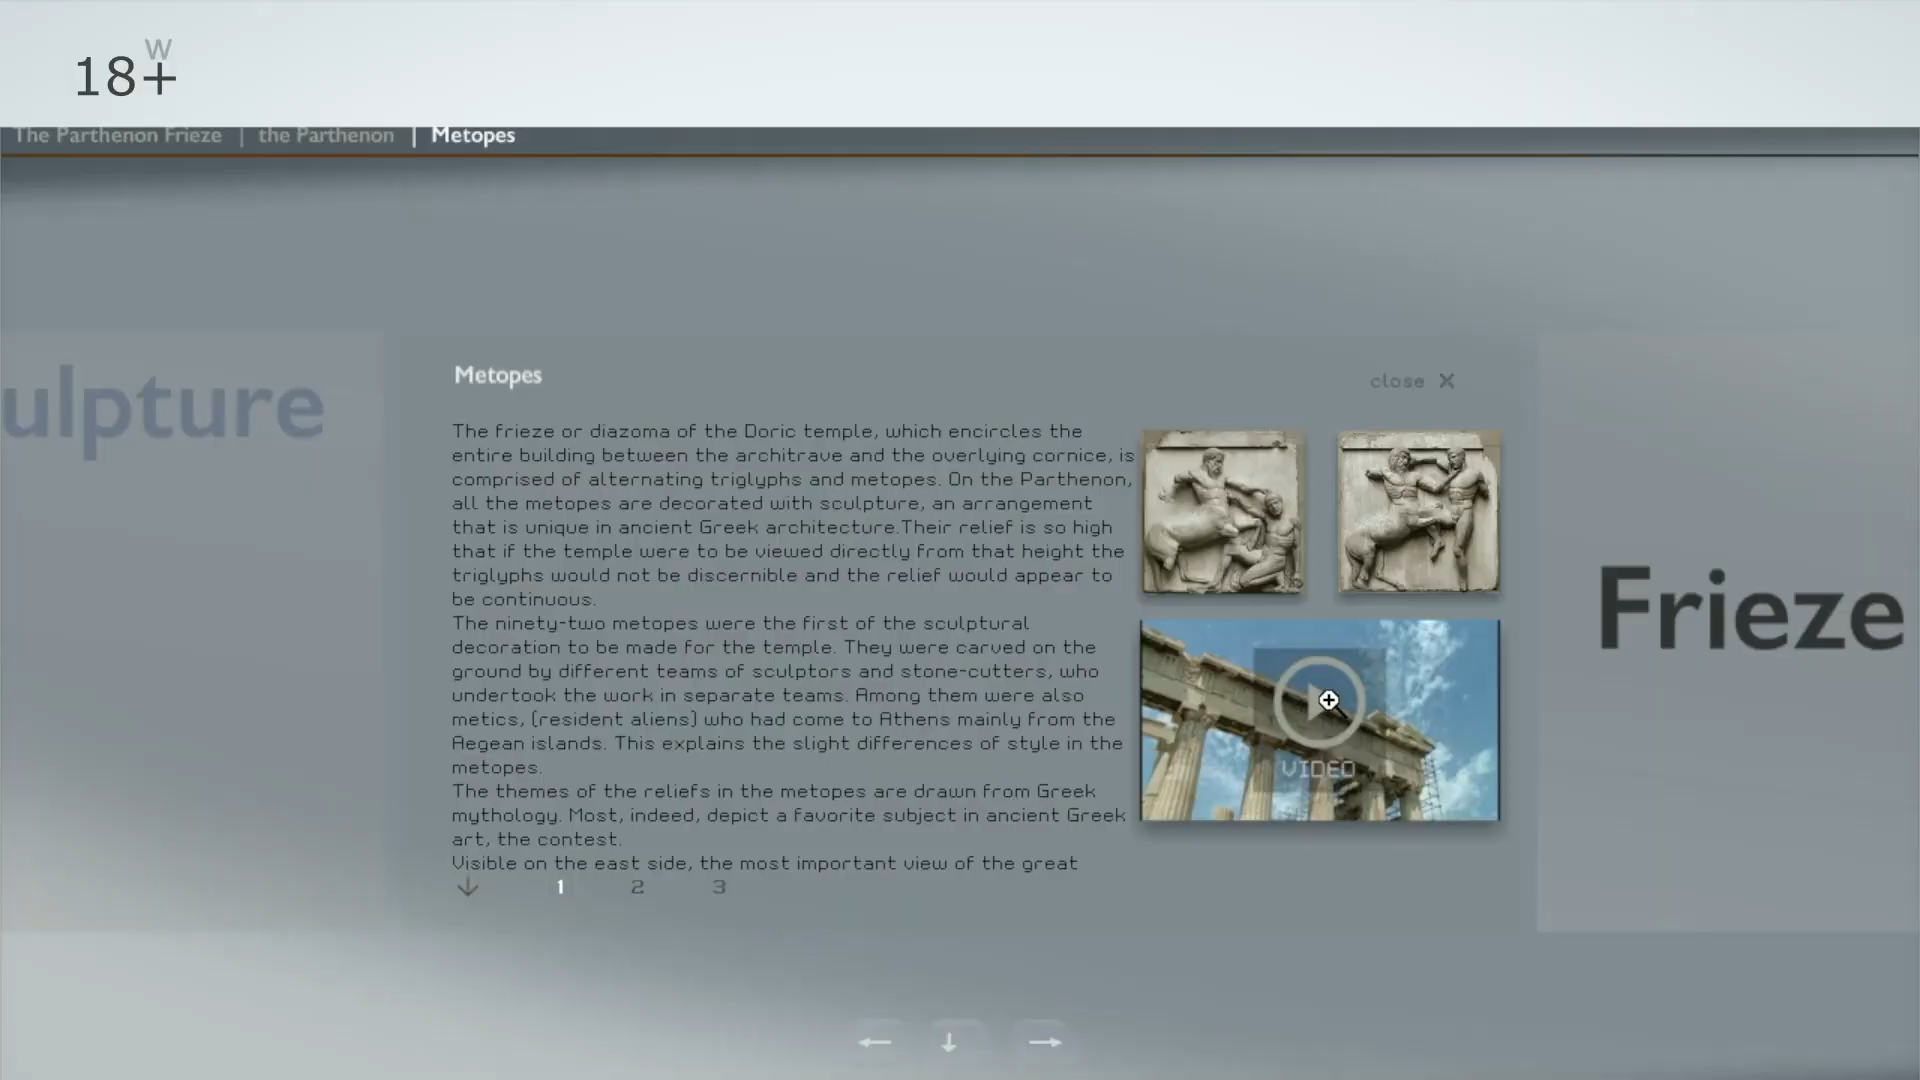 W
18+
The Parthenon Frieze | the Parthenon | Metopes
ulpture
Metopes
close X
The frieze or diazoma of the Doric temple, which encircles the
entire building between the architrave and the overlying cornice, is
comprised of alternating triglyphs and metopes. On the Parthenon,
all the metopes are decorated with sculpture, an arrangement
that is unique in ancient Greek architecture.Their relief is so high
that if the temple were to be viewed directly from that height the
triglyphs would not be discernible and the relief would appear to
be continuous.
The ninety-two metopes were the first of the sculptural
decoration to be made for the temple. They were carved on the
ground by different teams of sculptors and stone-cutters, who
undertook the work in separate teams. Among them were also
metics, (resident aliens) who had come to Athens mainly from the
Aegean islands. This explains the slight differences of style in the
metopes.
The themes of the reliefs in the metopes are drawn from Greek
mythology. Most, indeed, depict a favorite subject in ancient Greek
art, the contest.
Visible on the east side, the most important view of the great
1 2 3
VIDEO
Frieze